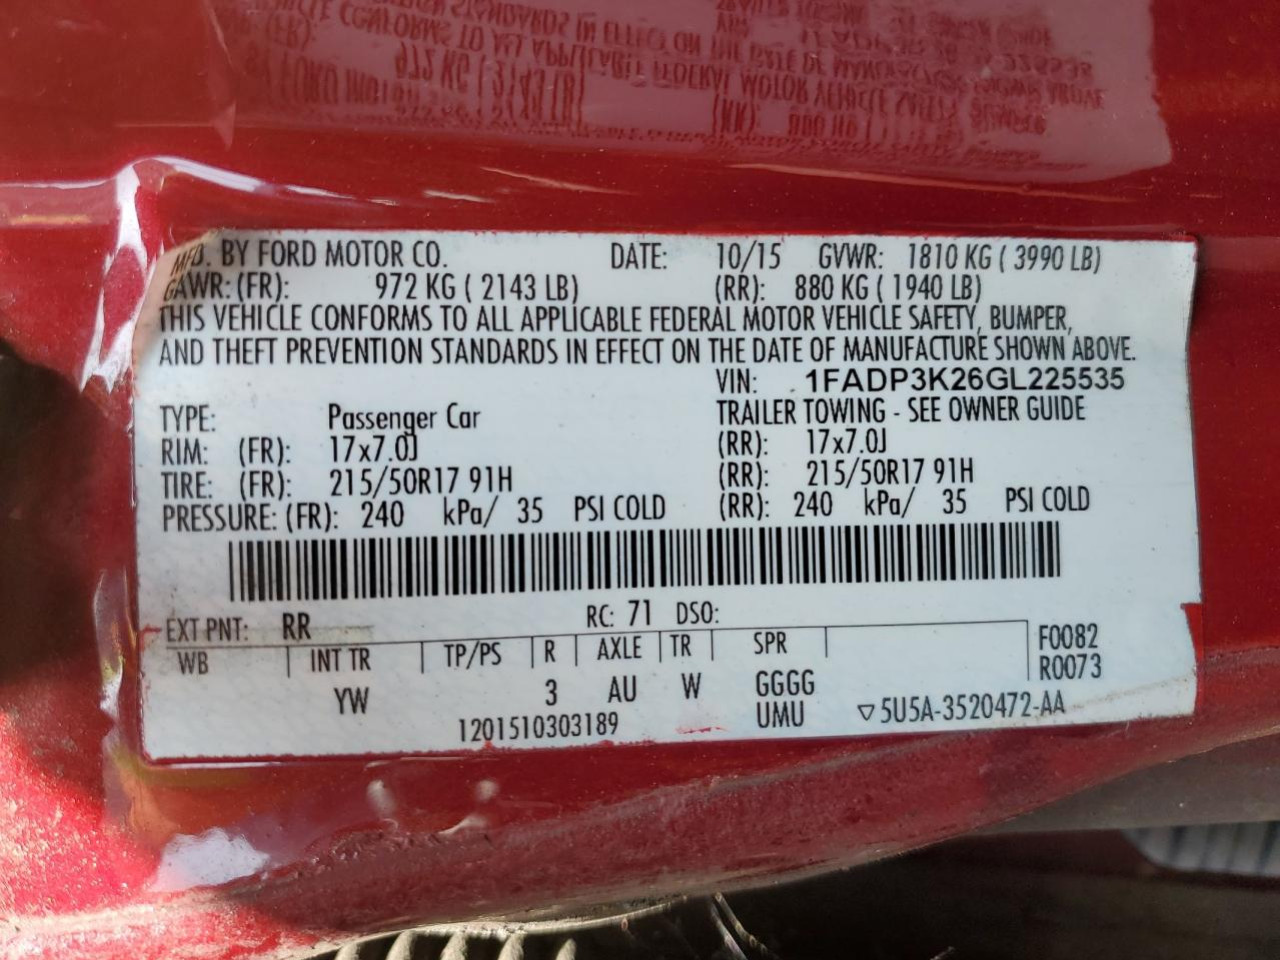 MFD. BY FORD MOTOR CO. DATE: 10/15 GVWR: 1810 KG ( 3990 LB)
GAWR: (FR): 972 KG ( 2143 LB) (RR): 880 KG ( 1940 LB)
THIS VEHICLE CONFORMS TO ALL APPLICABLE FEDERAL MOTOR VEHICLE SAFETY, BUMPER,
AND THEFT PREVENTION STANDARDS IN EFFECT ON THE DATE OF MANUFACTURE SHOWN ABOVE.
VIN: 1FADP3K26GL225535
TYPE: Passenger Car TRAILER TOWING - SEE OWNER GUIDE
RIM: (FR): 17x7.0J (RR): 17x7.0J
TIRE: (FR): 215/50R17 91H (RR): 215/50R17 91H
PRESSURE: (FR): 240 kPa/ 35 PSI COLD (RR): 240 kPa/ 35 PSI COLD
EXT PNT: RR RC: 71 DSO:
WB INT TR TP/PS R AXLE TR SPR F0082
R0073
YW 3 AU W GGGG
1201510303189 UMU ▽5U5A-3520472-AA